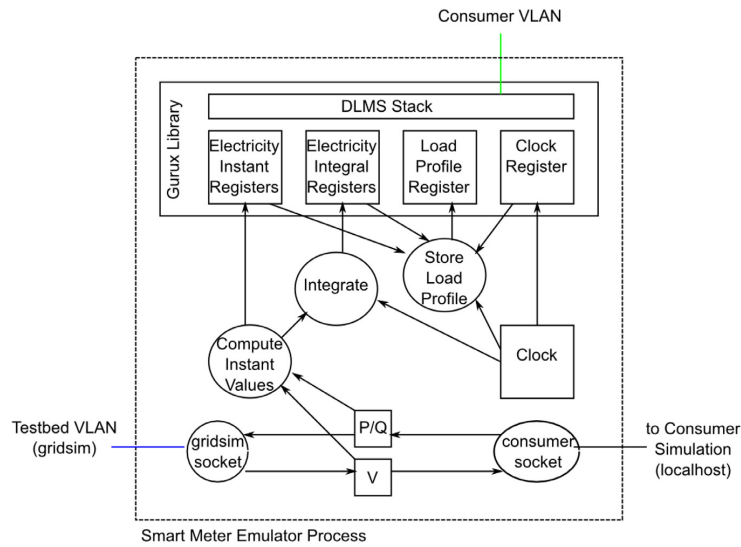 Consumer VLAN
DLMS Stack
Gurux Library
Electricity
Instant
Registers
Electricity
Integral
Registers
Load
Profile
Register
Clock
Register
Store
Load
Profile
Integrate
Compute
Instant
Values
Clock
P/Q
V
Testbed VLAN
(gridsim)
gridsim
socket
consumer
socket
to Consumer
Simulation
(localhost)
Smart Meter Emulator Process